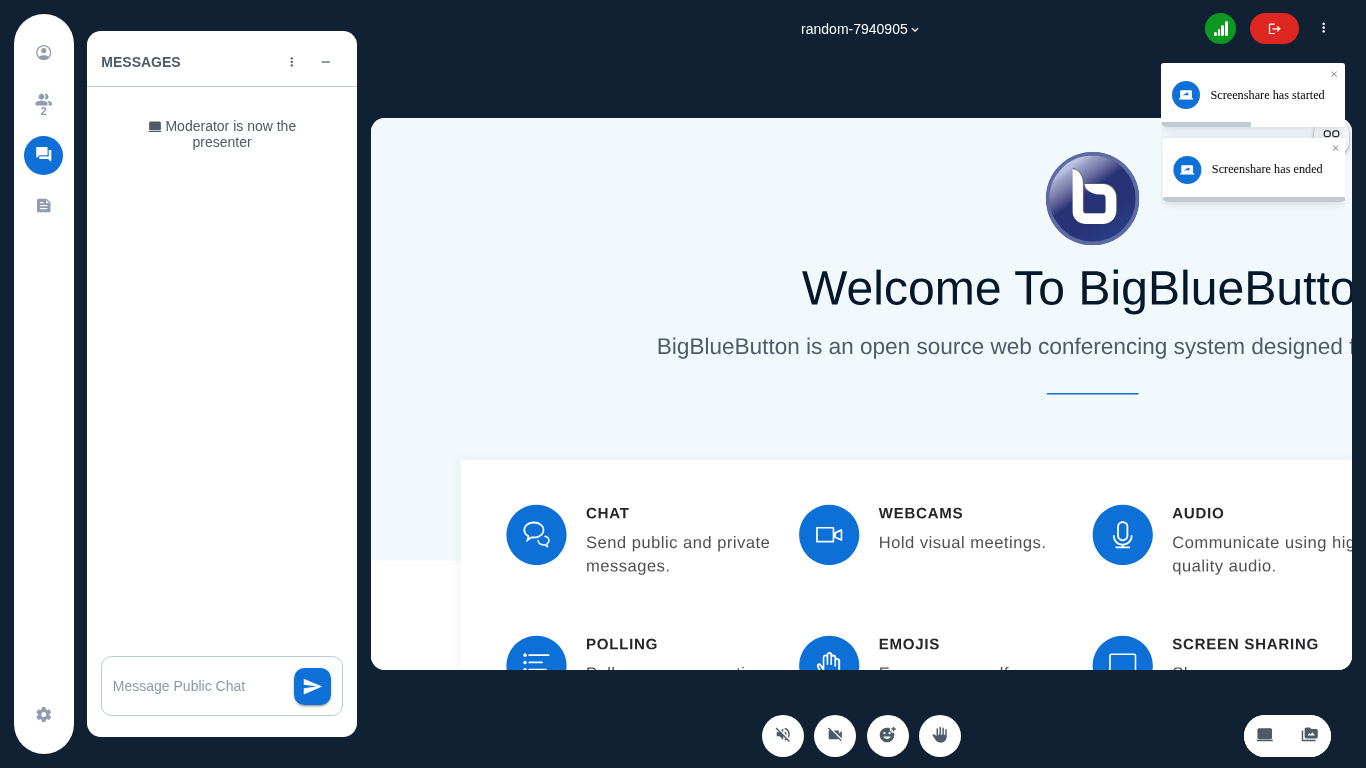 random-7940905
2
MESSAGES
Moderator is now the
presenter
Message Public Chat
Screenshare has started
Screenshare has ended
Welcome To BigBlueButto
BigBlueButton is an open source web conferencing system designed
CHAT
Send public and private
messages.
WEBCAMS
Hold visual meetings.
AUDIO
Communicate using hig
quality audio.
POLLING
EMOJIS
SCREEN SHARING